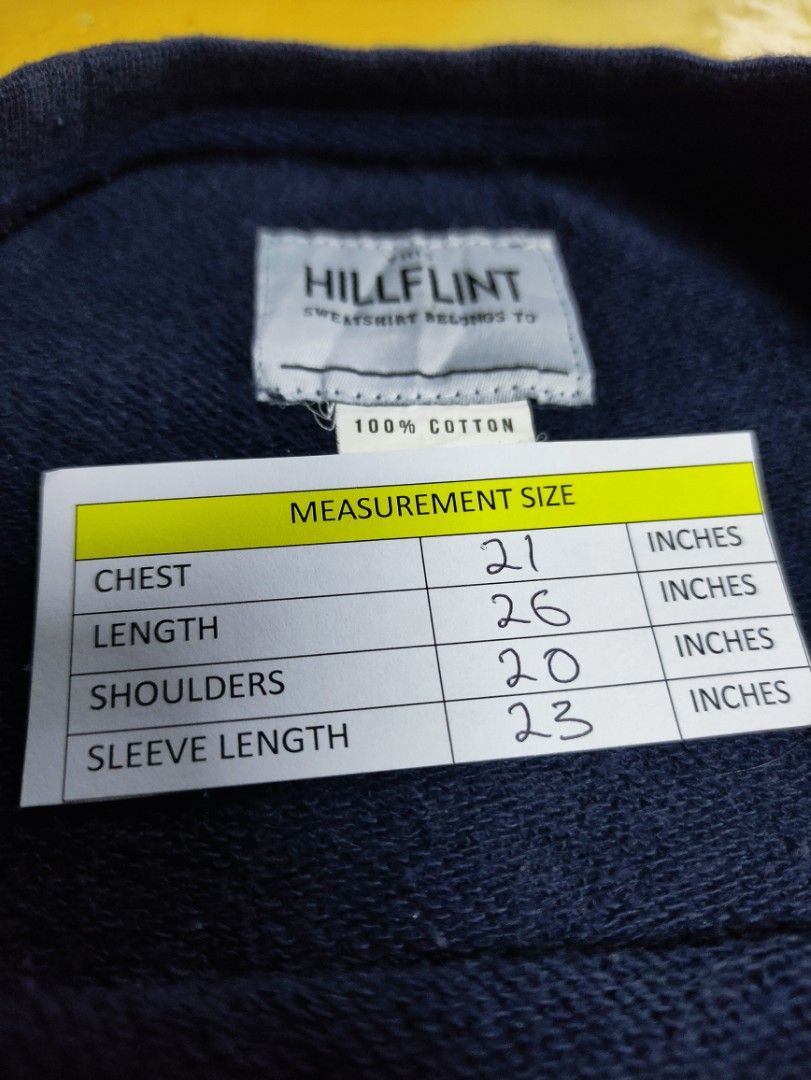 THIS
HILLFLINT
SWEATSHIRT BELONGS TO
100% COTTON
MEASUREMENT SIZE
CHEST 21 INCHES
LENGTH 26 INCHES
SHOULDERS 20 INCHES
SLEEVE LENGTH 23 INCHES